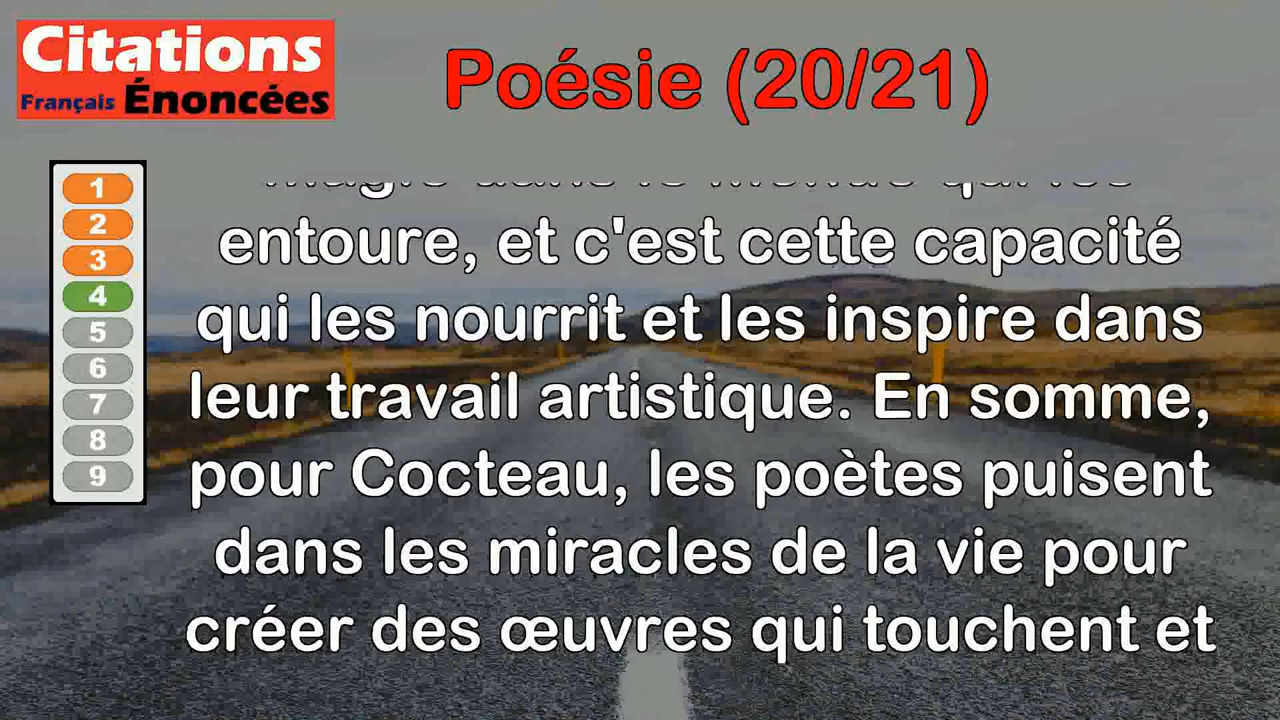 Citations
Français Énoncées
Poésie (20/21)
1
2
3
4
5
6
7
8
9
entoure, et c'est cette capacité
qui les nourrit et les inspire dans
leur travail artistique. En somme,
pour Cocteau, les poètes puisent
dans les miracles de la vie pour
créer des œuvres qui touchent et